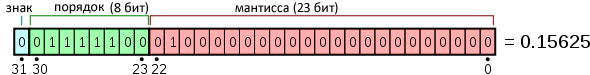 знак порядок (8 бит) мантисса (23 бит)
0 0 1 1 1 1 1 0 0 0 1 0 0 0 0 0 0 0 0 0 0 0 0 0 0 0 0 0 0 0 0 0 = 0.15625
31 30 23 22 0